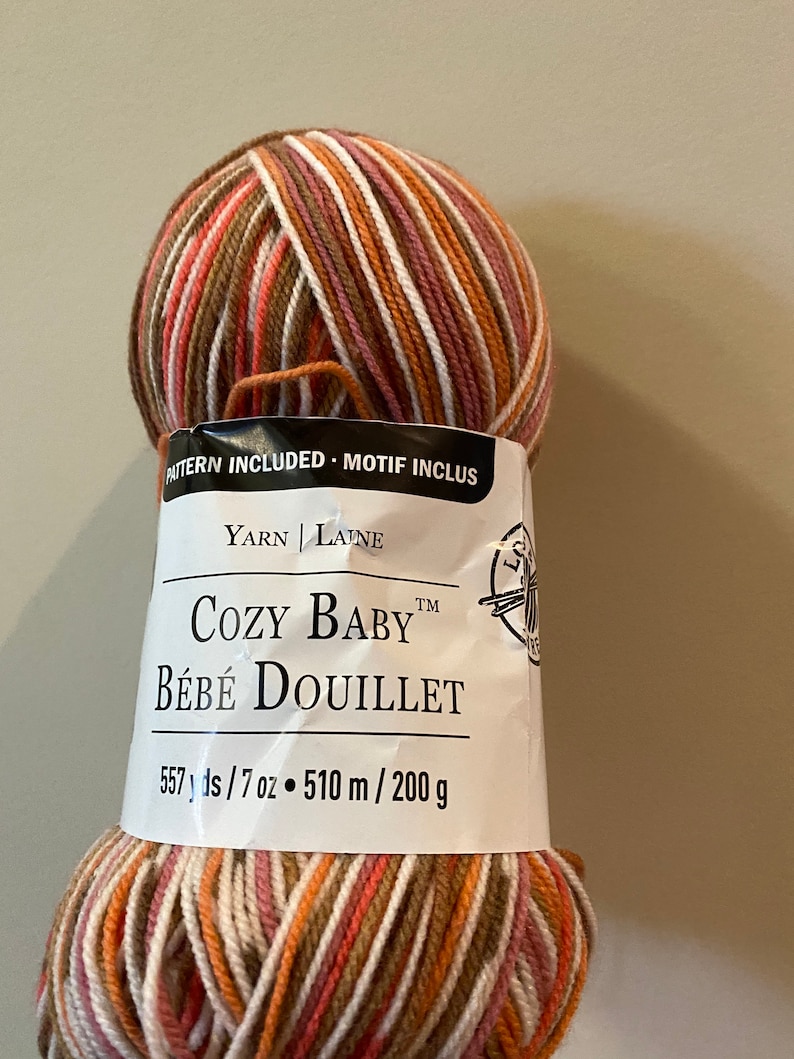 PATTERN INCLUDED · MOTIF INCLUS
YARN | LAINE
COZY BABY™
BÉBÉ DOUILLET
557 yds / 7 oz • 510 m / 200 g